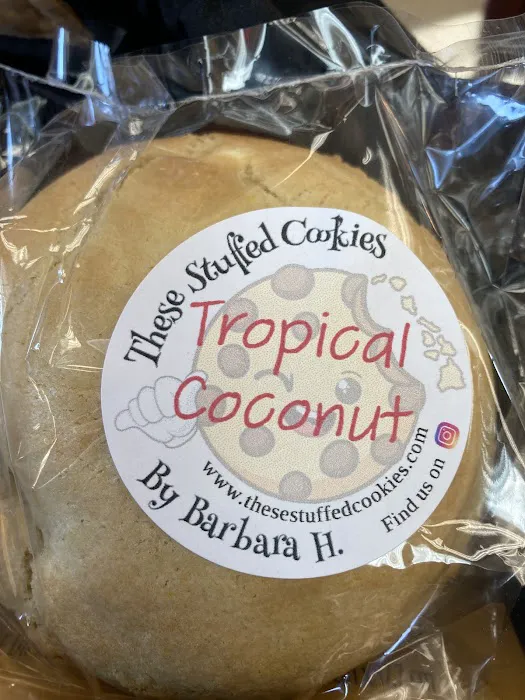 These Stuffed Cookies
Tropical
Coconut
www.thesestuffedcookies.com
Find us on
By Barbara H.